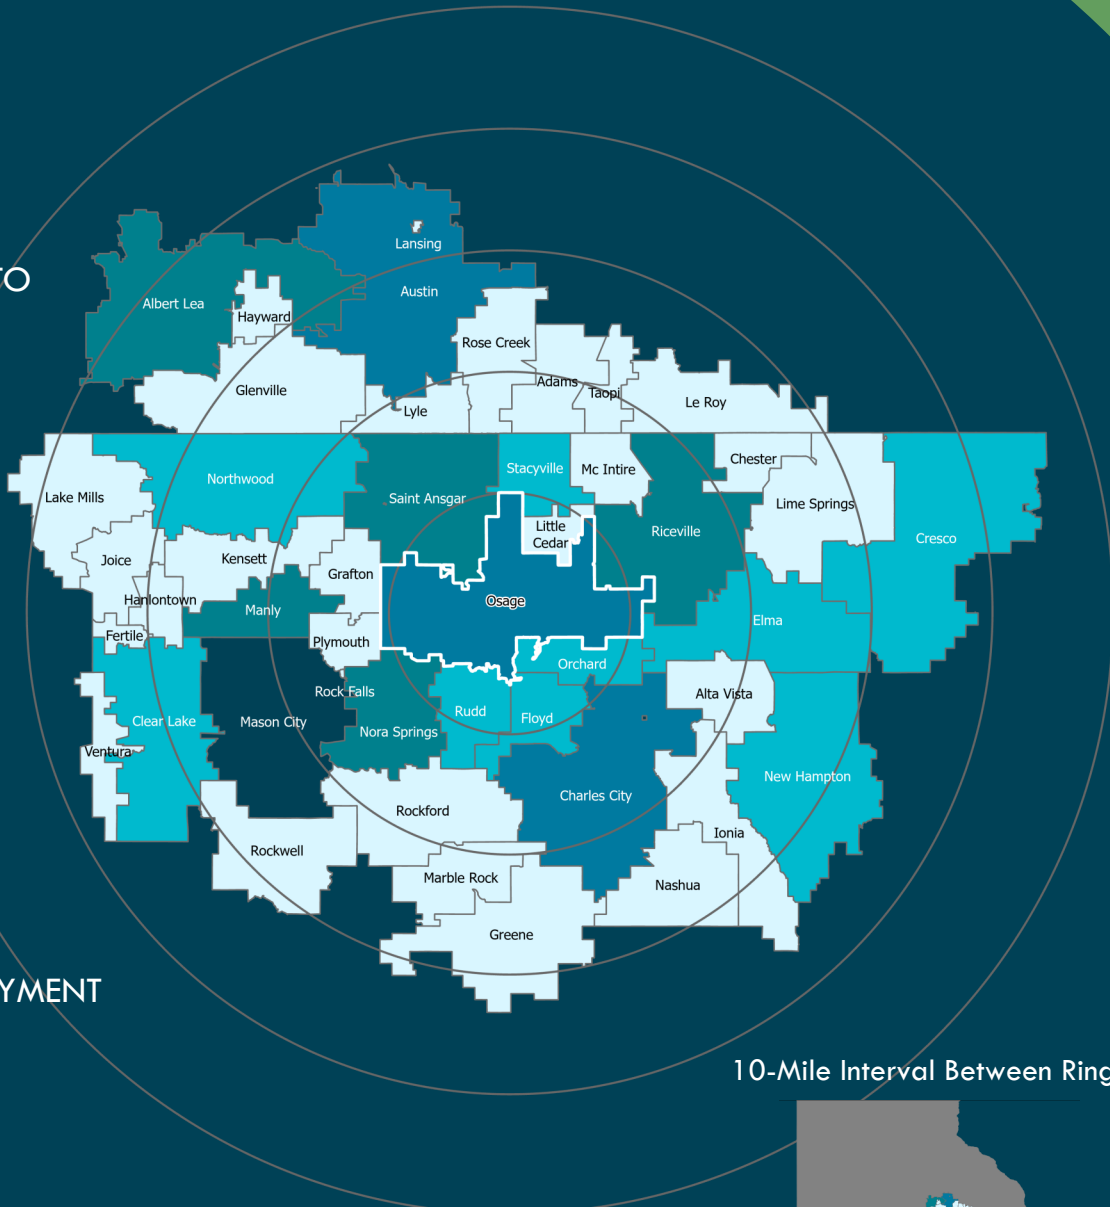 TO
Lansing
Austin
Albert Lea
Hayward
Rose Creek
Glenville
Adams
Taopi
Le Roy
Lyle
Chester
Stacyville
Mc Intire
Northwood
Saint Ansgar
Lake Mills
Lime Springs
Little
Cedar
Riceville
Cresco
Joice
Kensett
Grafton
Hanlontown
Osage
Manly
Elma
Fertile
Plymouth
Orchard
Rock Falls
Alta Vista
Rudd
Floyd
Clear Lake
Mason City
Nora Springs
Ventura
New Hampton
Charles City
Rockford
Ionia
Rockwell
Marble Rock
Nashua
Greene
YMENT
10-Mile Interval Between Ring